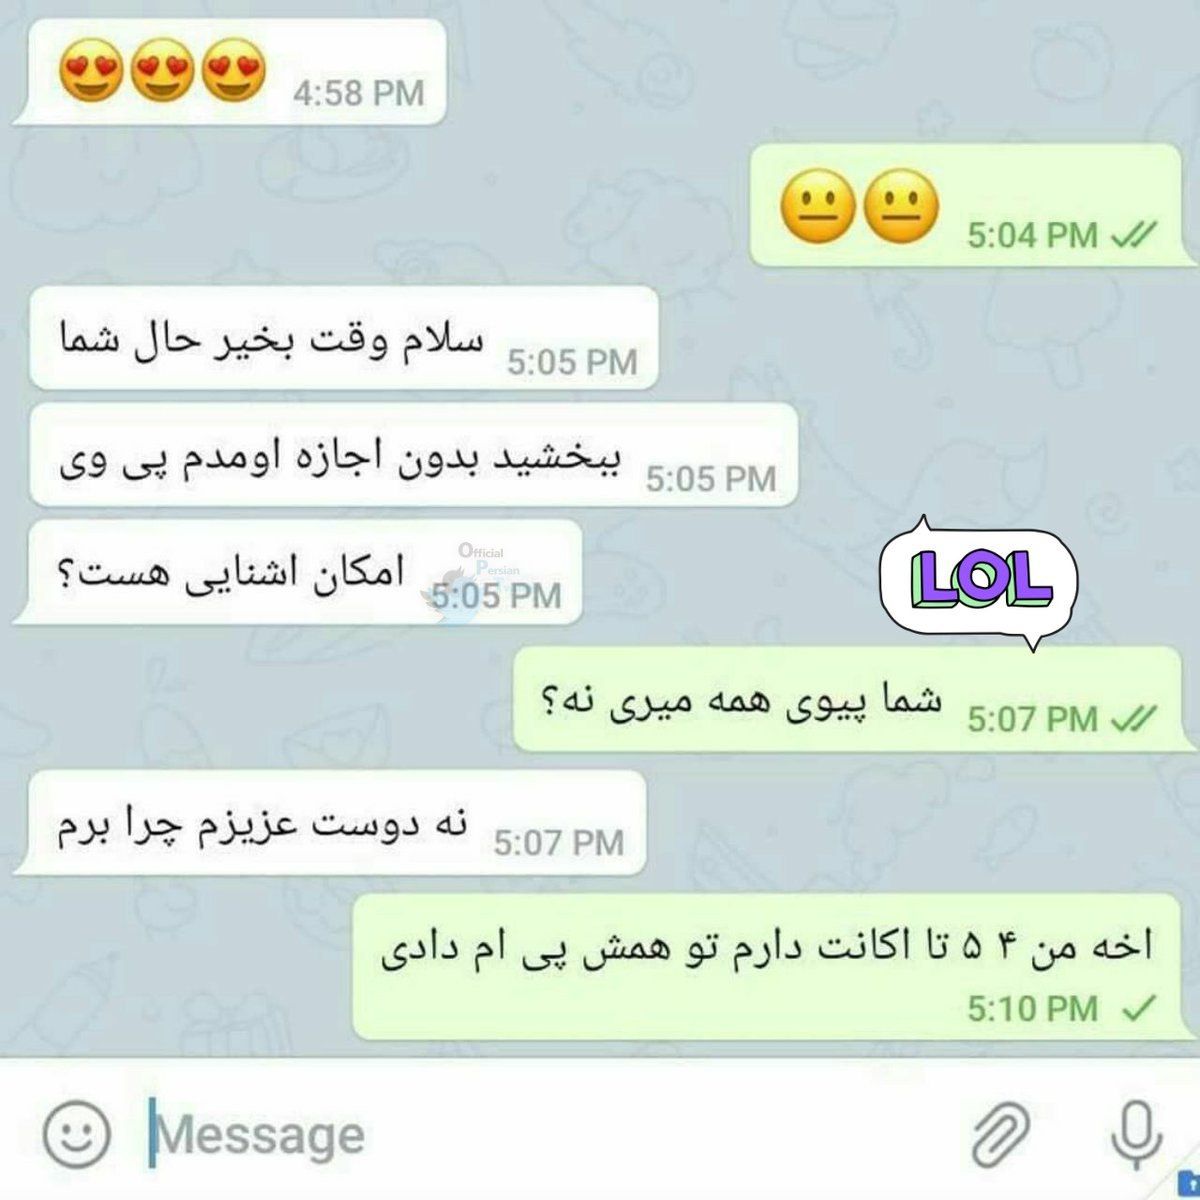 😍😍😍 4:58 PM
😐😐 5:04 PM
سلام وقت بخیر حال شما 5:05 PM
ببخشید بدون اجازه اومدم پی وی 5:05 PM
امکان اشنایی هست؟ 5:05 PM
Official
Persian
LOL
شما پیوی همه میری نه؟ 5:07 PM
نه دوست عزیزم چرا برم 5:07 PM
اخه من ۴ ۵ تا اکانت دارم تو همش پی ام دادی
5:10 PM
Message